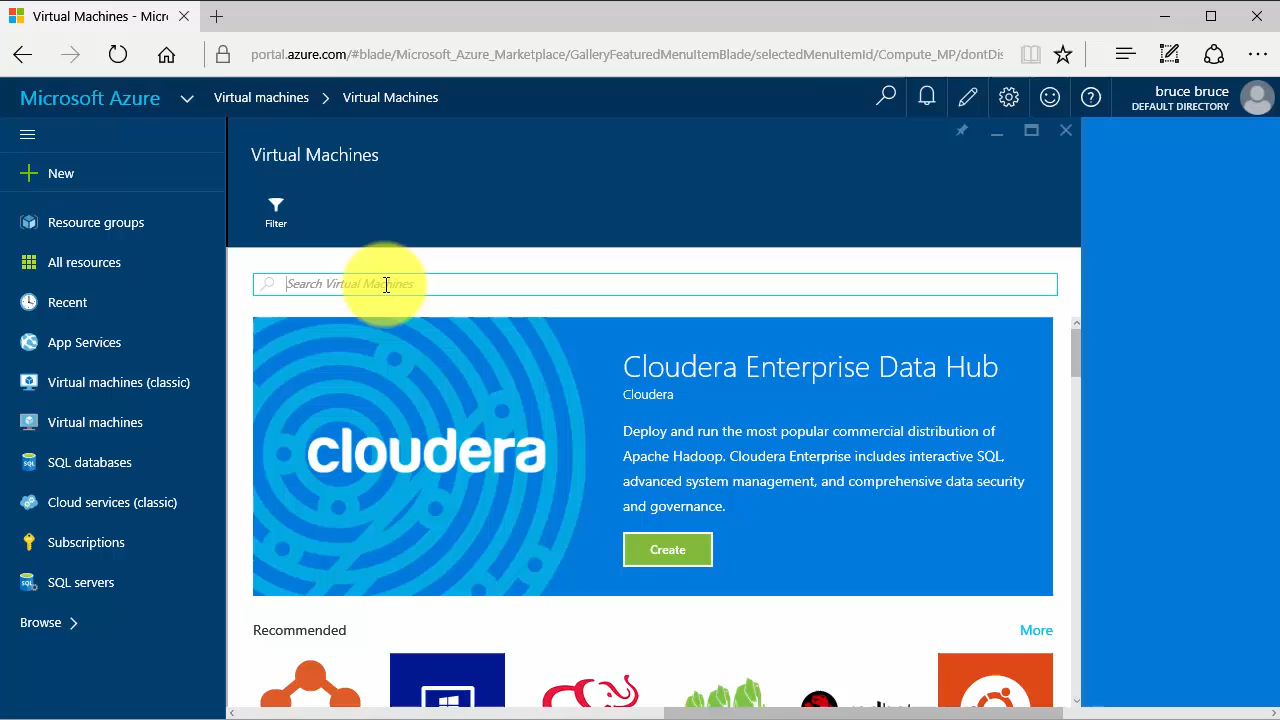 Virtual Machines - Micr
portal.azure.com/#blade/Microsoft_Azure_Marketplace/GalleryFeaturedMenuItemBlade/selectedMenuItemId/Compute_MP/dontDis
Microsoft Azure
Virtual machines > Virtual Machines
bruce bruce
DEFAULT DIRECTORY
New
Resource groups
All resources
Recent
App Services
Virtual machines (classic)
Virtual machines
SQL databases
Cloud services (classic)
Subscriptions
SQL servers
Browse >
Virtual Machines
Filter
Search Virtual Machines
cloudera
Cloudera Enterprise Data Hub
Cloudera
Deploy and run the most popular commercial distribution of
Apache Hadoop. Cloudera Enterprise includes interactive SQL,
advanced system management, and comprehensive data security
and governance.
Create
Recommended
More